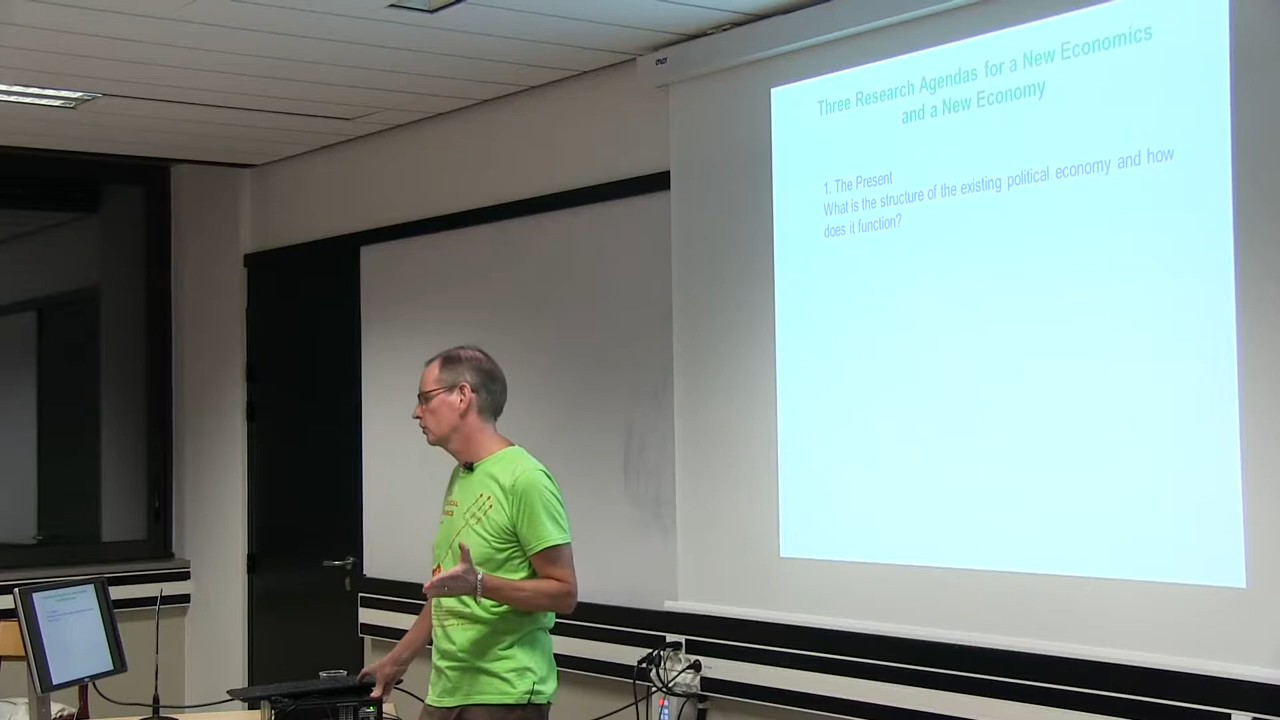 Three Research Agendas for a New Economics
and a New Economy
1. The Present
What is the structure of the existing political economy and how
does it function?